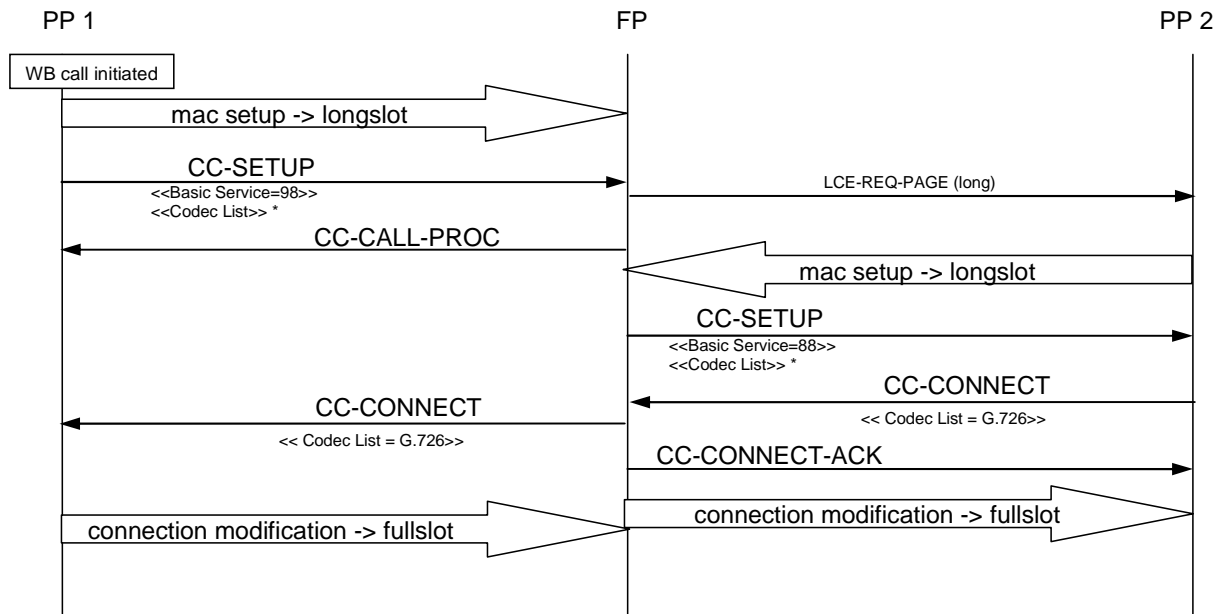 PP 1
FP
PP 2
WB call initiated
mac setup -> longslot
CC-SETUP
<<Basic Service=98>>
<<Codec List>> *
LCE-REQ-PAGE (long)
CC-CALL-PROC
mac setup -> longslot
CC-SETUP
<<Basic Service=88>>
<<Codec List>> *
CC-CONNECT
<< Codec List = G.726>>
CC-CONNECT
<< Codec List = G.726>>
CC-CONNECT-ACK
connection modification -> fullslot
connection modification -> fullslot